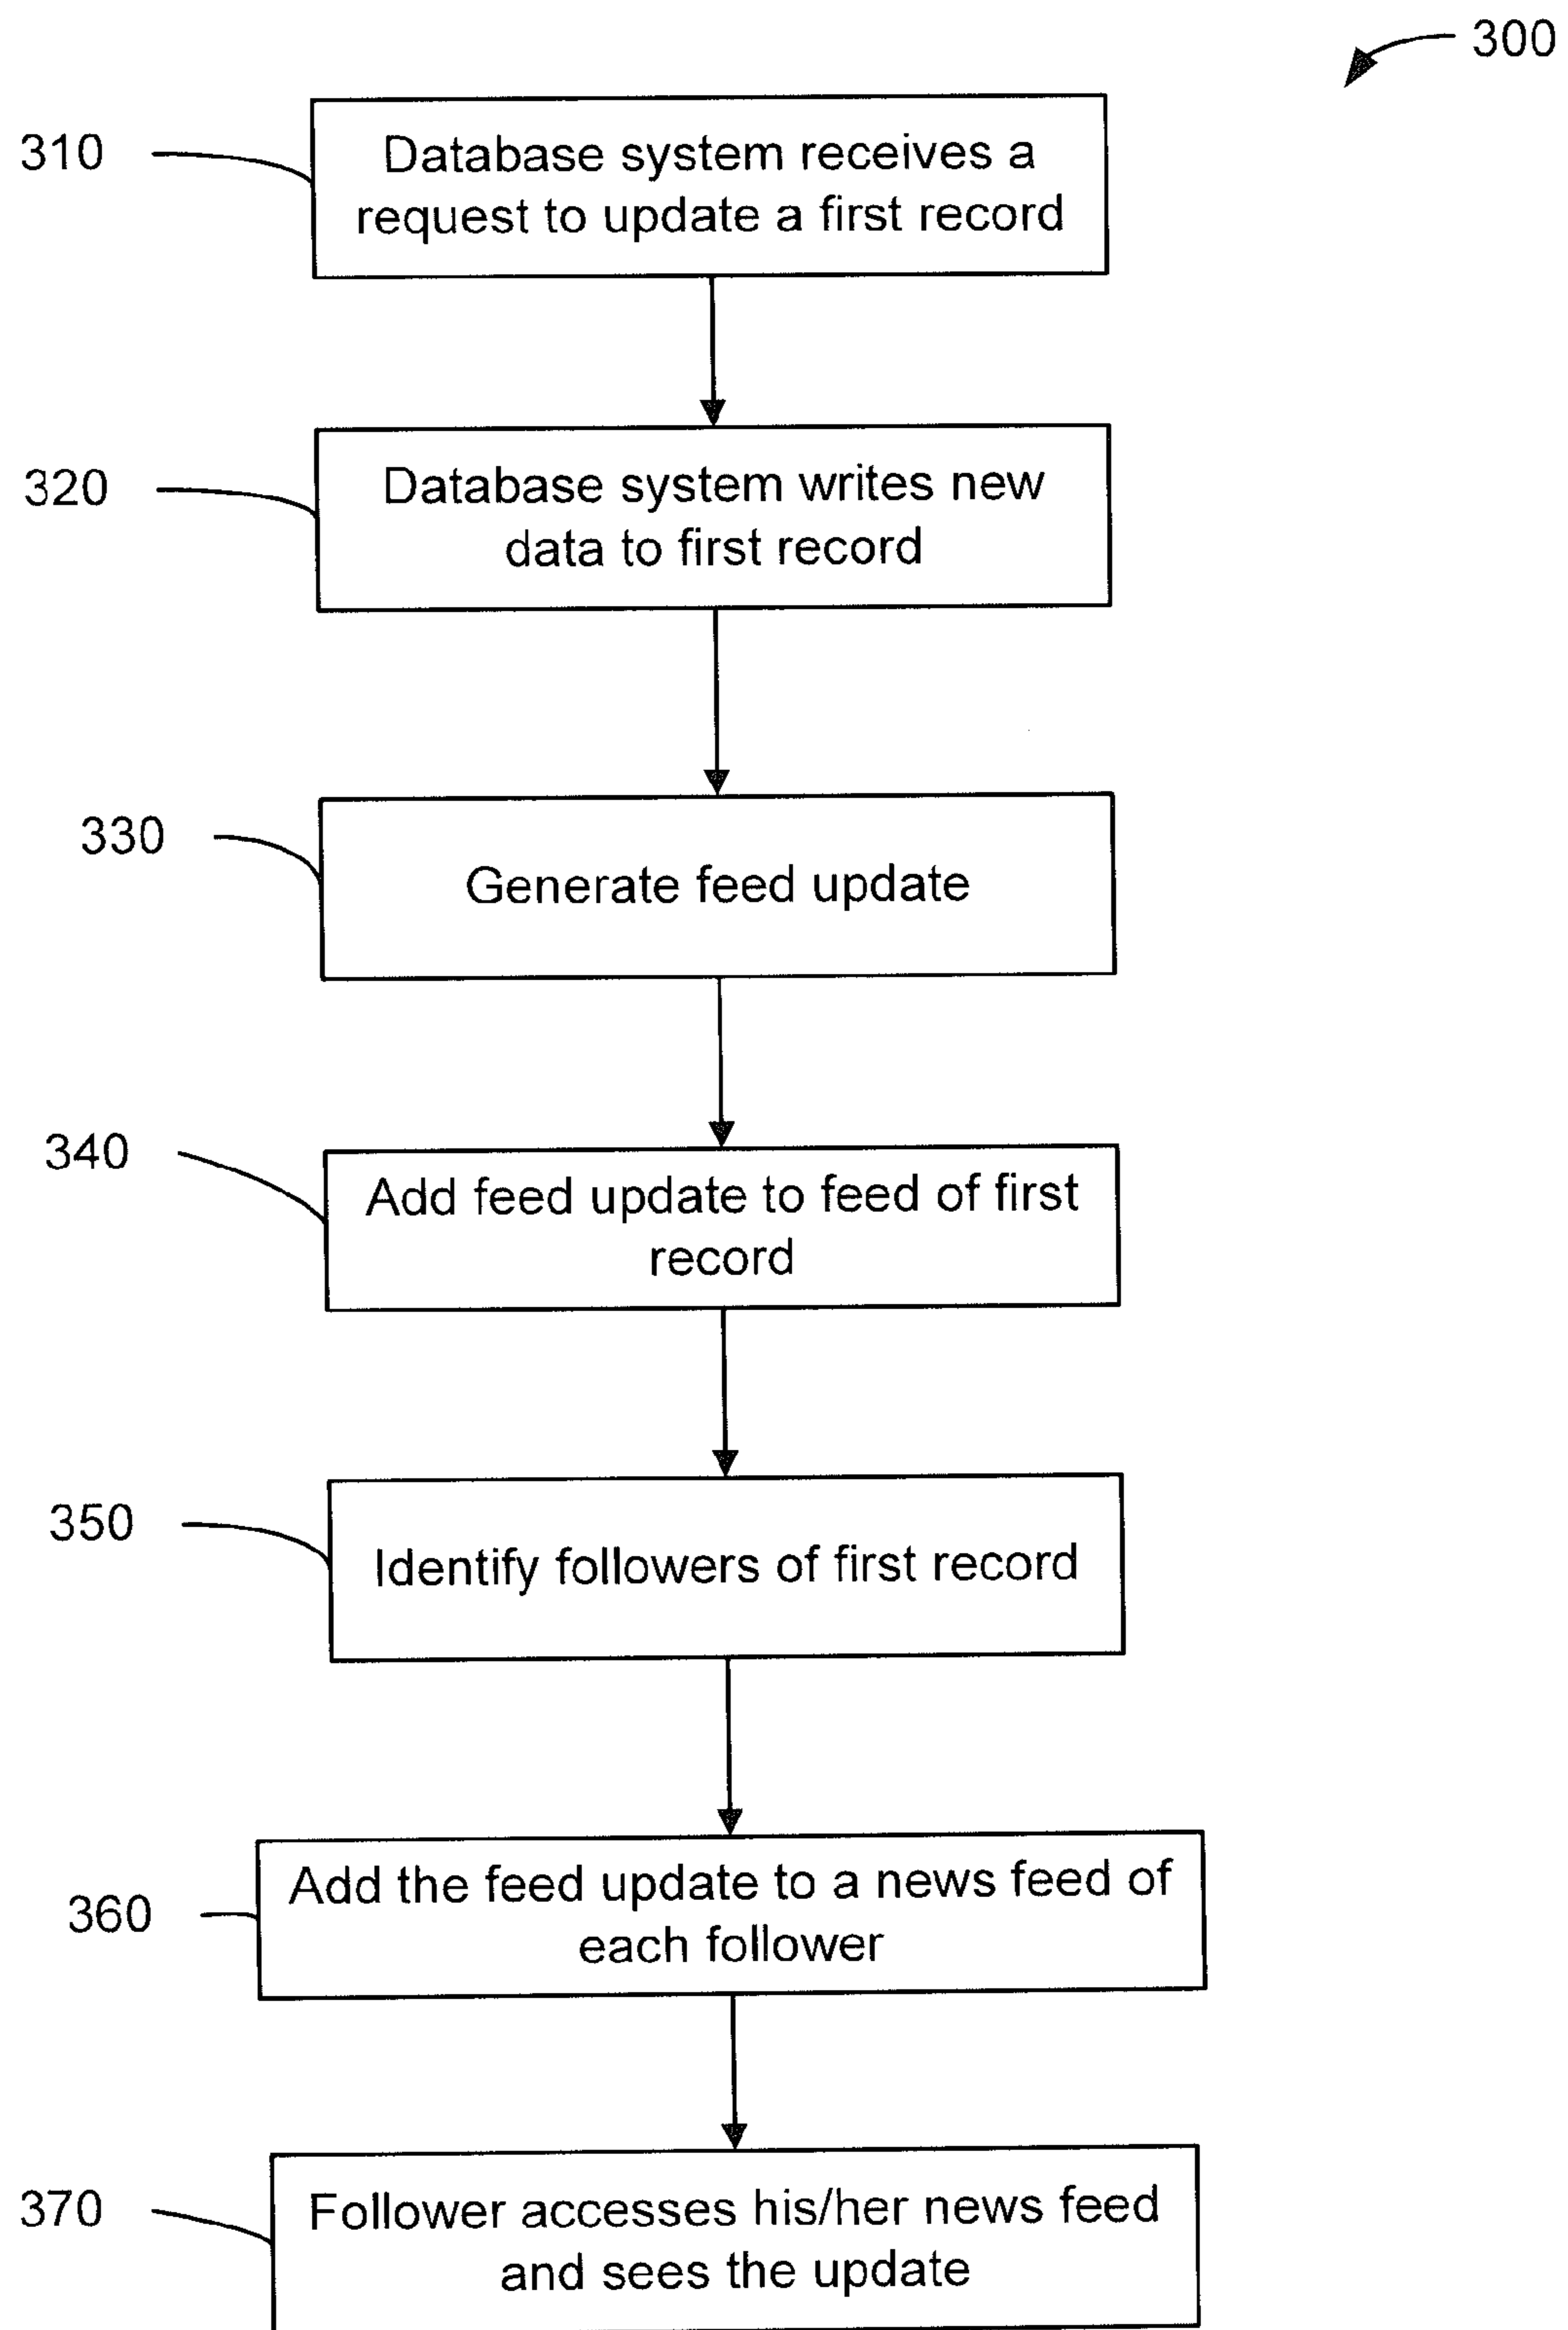 300
310
Database system receives a
request to update a first record
320
Database system writes new
data to first record
330
Generate feed update
340
Add feed update to feed of first
record
350
Identify followers of first record
360
Add the feed update to a news feed of
each follower
370
Follower accesses his/her news feed
and sees the update